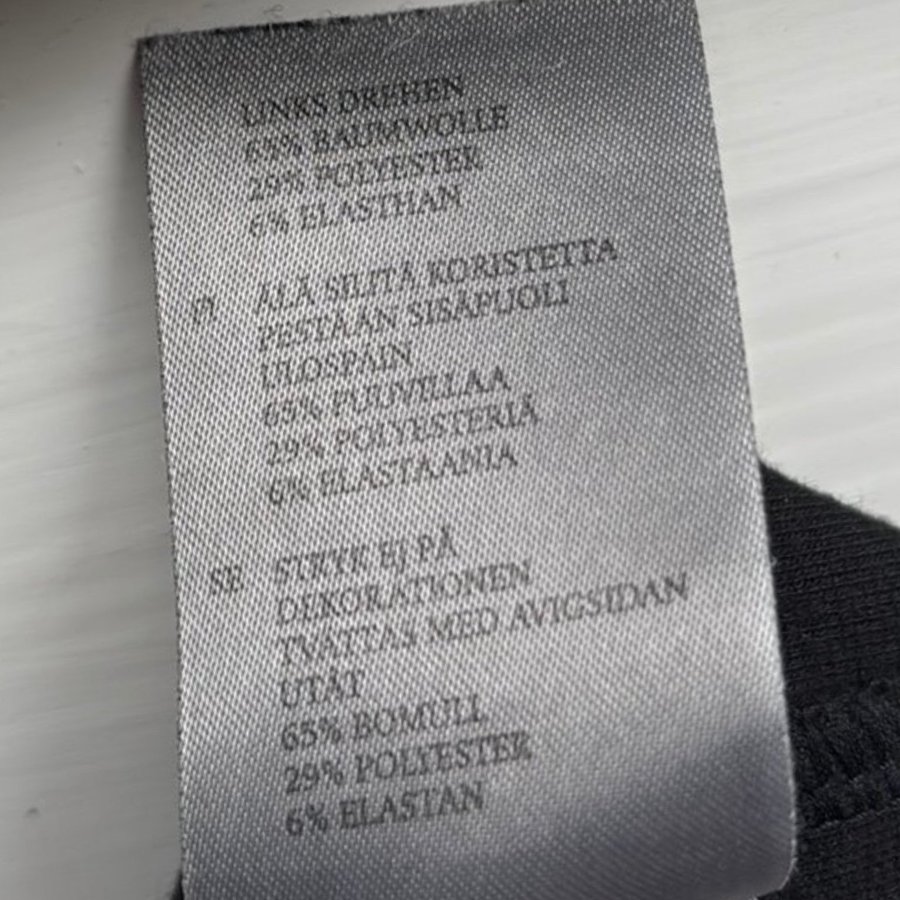 LINKS DREHEN
65% BAUMWOLLE
29% POLYESTER
6% ELASTHAN
FI ÄLÄ SILITÄ KORISTETTA
PESTÄÄN SISÄPUOLI
ULOSPÄIN
65% PUUVILLAA
29% POLYESTERIÄ
6% ELASTAANIA
SE STRYK EJ PÅ
DEKORATIONEN
TVÄTTAS MED AVIGSIDAN
UTÅT
65% BOMULL
29% POLYESTER
6% ELASTAN